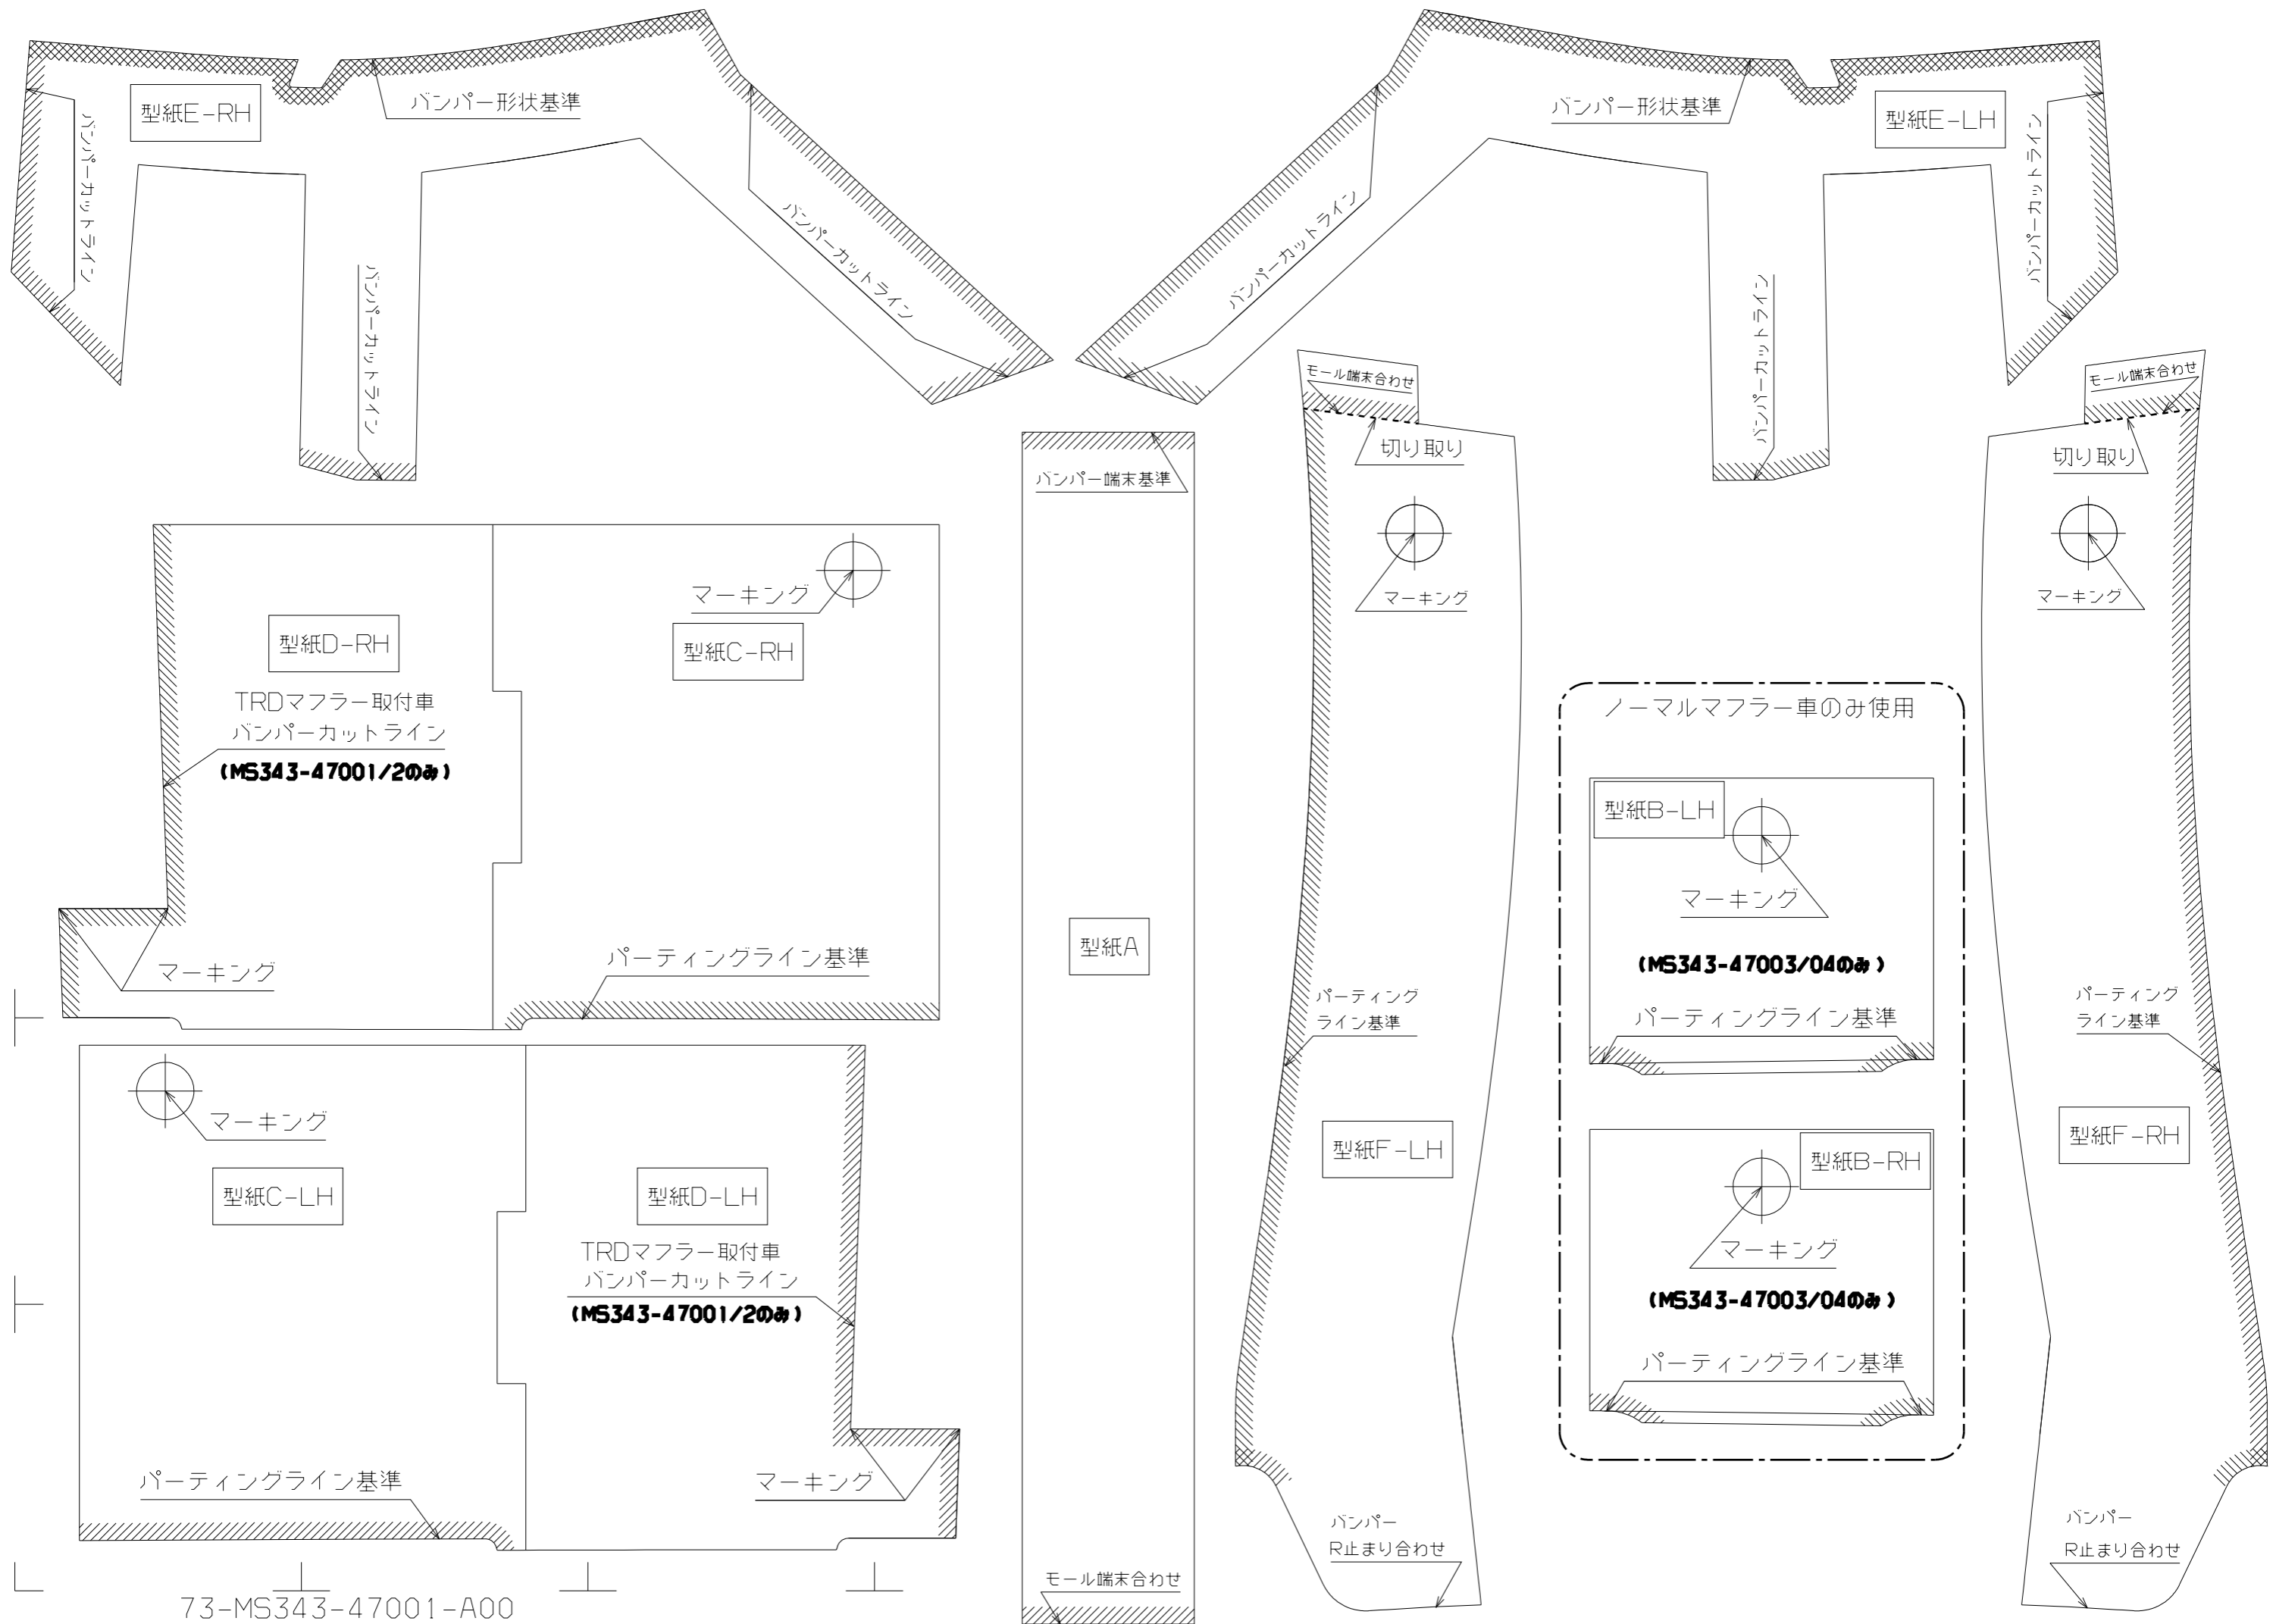 型紙E-RH
バンパー形状基準
バンパーカットライン
バンパーカットライン
バンパーカットライン
バンパー形状基準
型紙E-LH
バンパーカットライン
バンパーカットライン
バンパーカットライン
モール端末合わせ
切り取り
マーキング
モール端末合わせ
切り取り
マーキング
バンパー端末基準
型紙A
モール端末合わせ
マーキング
型紙D-RH
型紙C-RH
TRDマフラー取付車
バンパーカットライン
(MS343-47001/2のみ)
マーキング
パーティングライン基準
マーキング
型紙C-LH
型紙D-LH
TRDマフラー取付車
バンパーカットライン
(MS343-47001/2のみ)
パーティングライン基準
マーキング
パーティング
ライン基準
型紙F-LH
バンパー
R止まり合わせ
ノーマルマフラー車のみ使用
型紙B-LH
マーキング
(MS343-47003/04のみ)
パーティングライン基準
型紙B-RH
マーキング
(MS343-47003/04のみ)
パーティングライン基準
パーティング
ライン基準
型紙F-RH
バンパー
R止まり合わせ
73-MS343-47001-A00